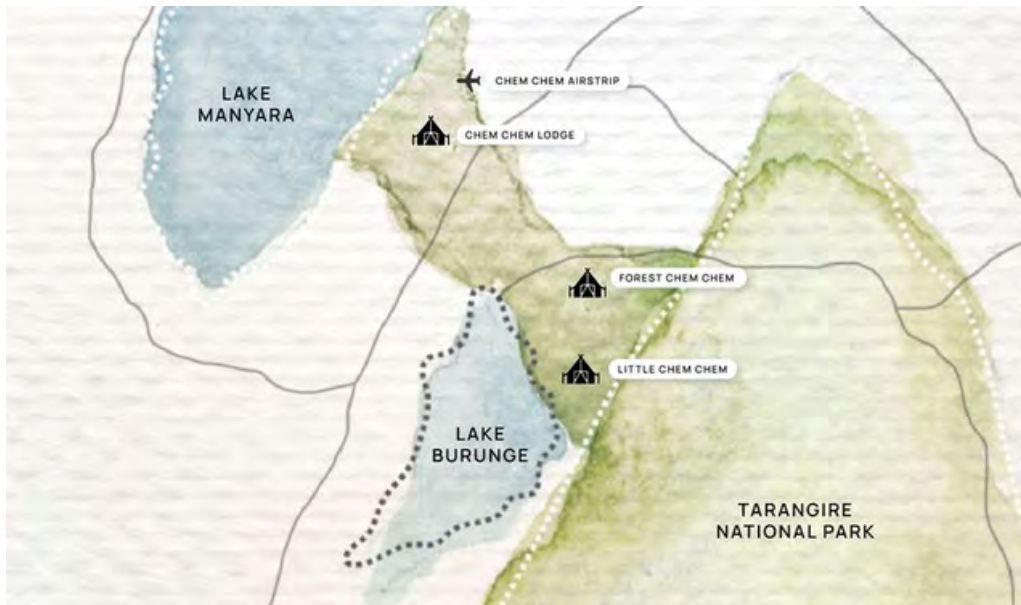 LAKE
MANYARA
CHEM CHEM AIRSTRIP
CHEM CHEM LODGE
FOREST CHEM CHEM
LITTLE CHEM CHEM
LAKE
BURUNGE
TARANGIRE
NATIONAL PARK